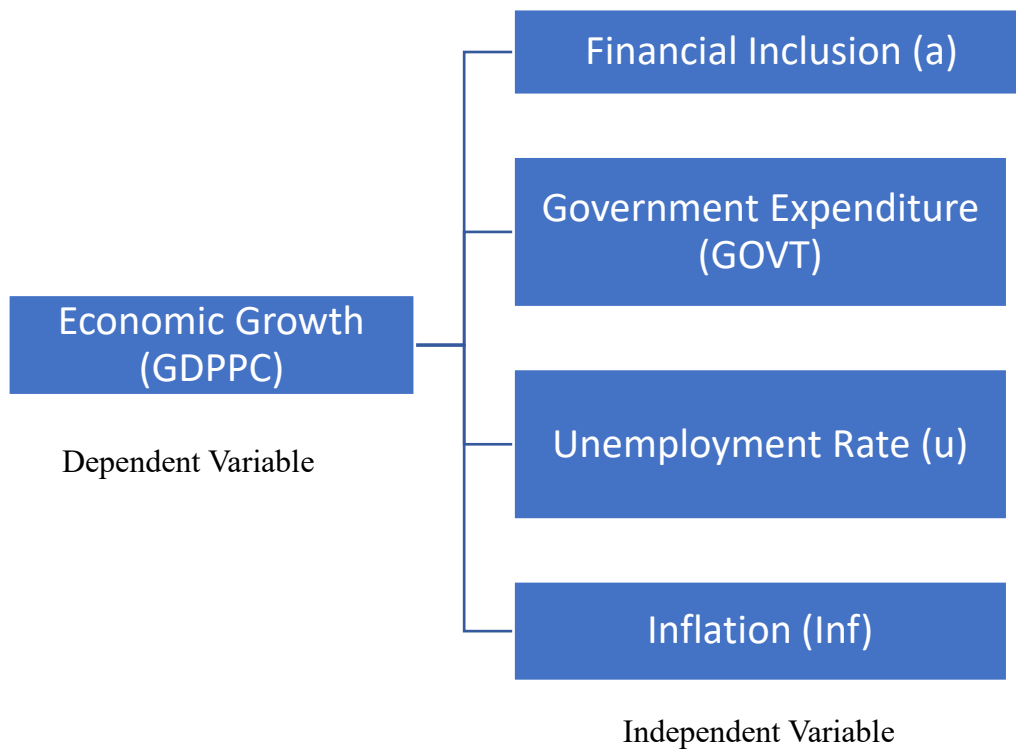 Financial Inclusion (a)
Government Expenditure
(GOVT)
Economic Growth
(GDPPC)
Dependent Variable
Unemployment Rate (u)
Inflation (Inf)
Independent Variable